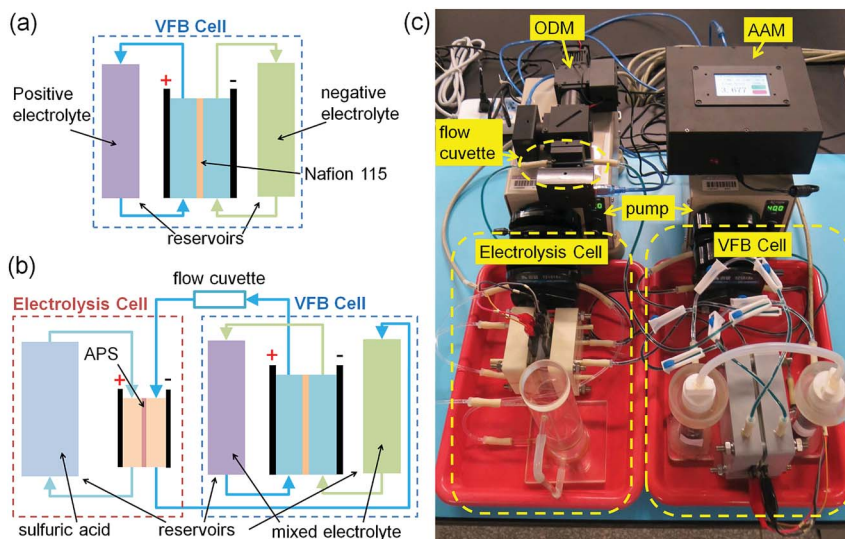 (a)
VFB Cell
+
-
Positive
electrolyte
negative
electrolyte
Nafion 115
reservoirs
(b)
flow cuvette
Electrolysis Cell
VFB Cell
APS
+
-
+
-
sulfuric acid
reservoirs
mixed electrolyte
(c)
ODM
AAM
flow
cuvette
pump
400
Electrolysis Cell
VFB Cell